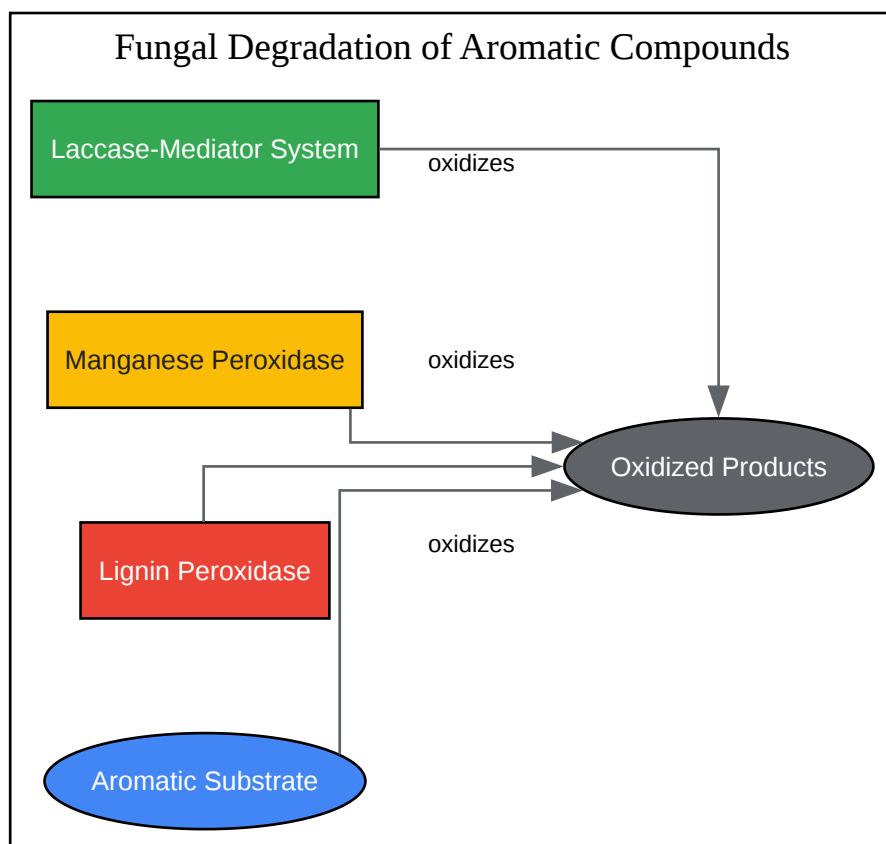 Fungal Degradation of Aromatic Compounds
Laccase-Mediator System
oxidizes
Manganese Peroxidase
oxidizes
Oxidized Products
Lignin Peroxidase
oxidizes
Aromatic Substrate